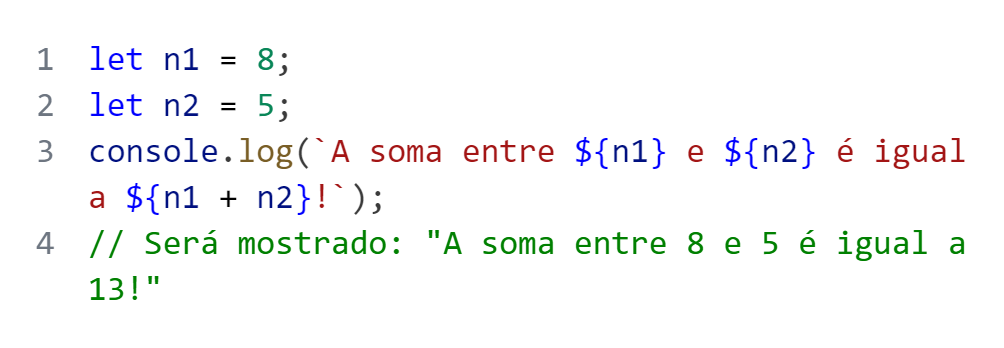 1 let n1 = 8;
2 let n2 = 5;
3 console.log(`A soma entre ${n1} e ${n2} é igual
a ${n1 + n2}!`);
4 // Será mostrado: "A soma entre 8 e 5 é igual a
13!"